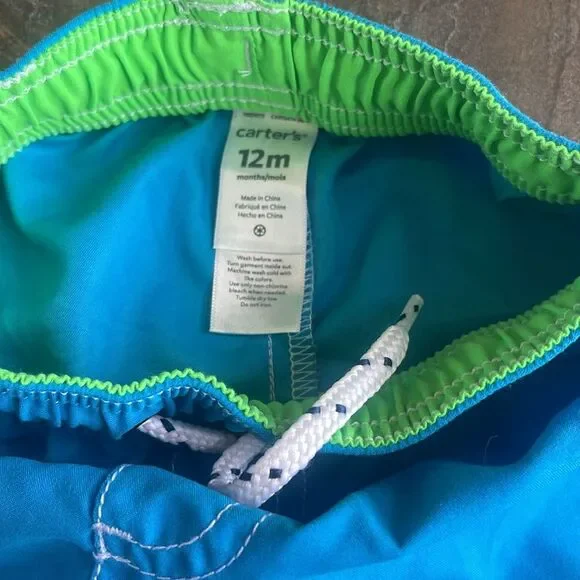 carter's
12m
months/mois
Made in China
Fabriqué en China
Hecho en China
Wash before use.
Turn garment inside out.
Machine wash cold with
like colors.
Use only non-chlorine
bleach when needed.
Tumble dry low.
Do not iron.